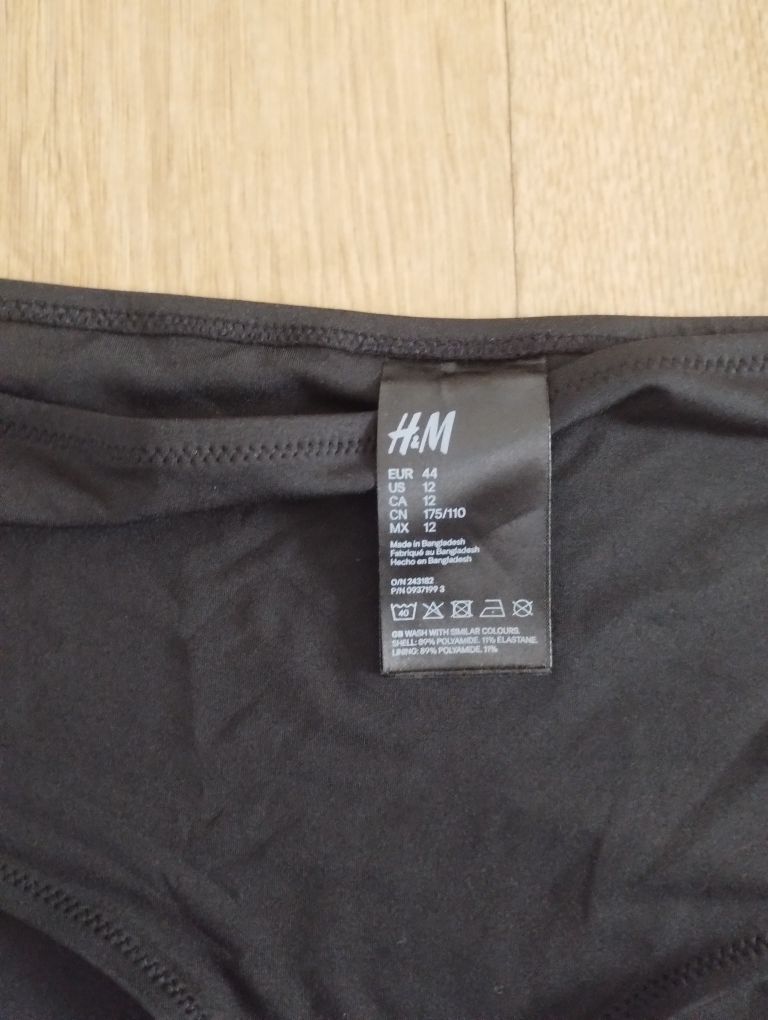 H&M
EUR 44
US 12
CA 12
CN 175/110
MX 12
Made in Bangladesh
Fabriqué au Bangladesh
Hecho en Bangladesh
O/N 243182
P/N 0937199 3
40
GB WASH WITH SIMILAR COLOURS.
SHELL: 89% POLYAMIDE. 11% ELASTANE.
LINING: 89% POLYAMIDE. 11%